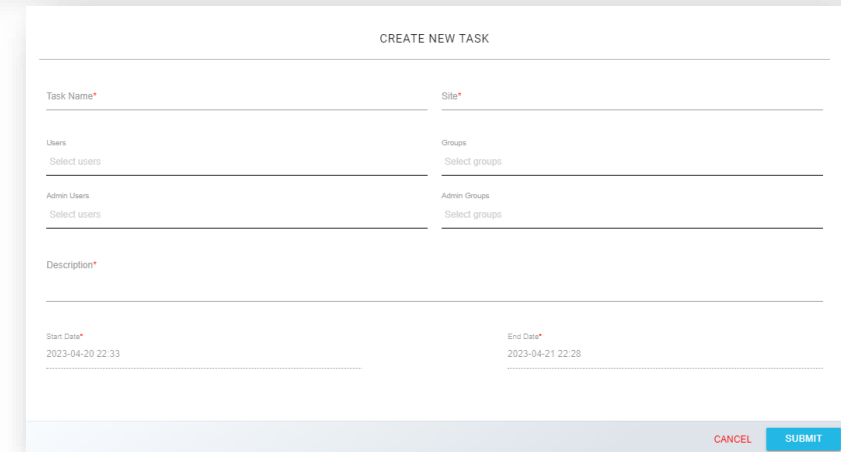 CREATE NEW TASK
Task Name* Site*
Users Groups
Select users Select groups
Admin Users Admin Groups
Select users Select groups
Description*
Start Date* End Date*
2023-04-20 22:33 2023-04-21 22:28
CANCEL SUBMIT